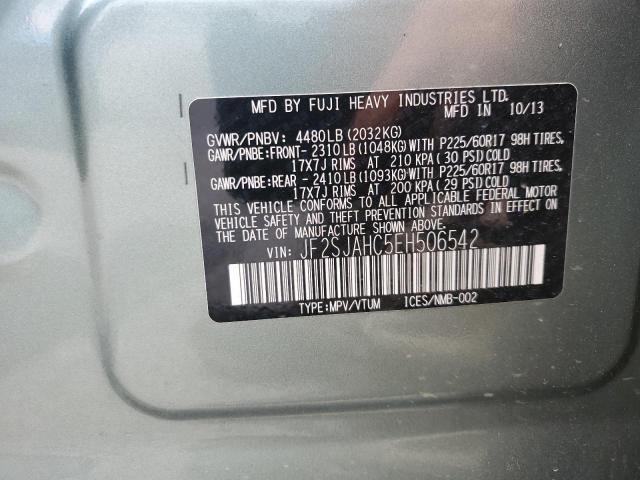 MFD BY FUJI HEAVY INDUSTRIES LTD.
MFD IN 10/13
GVWR/PNBV: 4480LB(2032KG)
GAWR/PNBE:FRONT-2310LB(1048KG)WITH P225/60R17 98H TIRES,
17X7J RIMS AT 210 KPA(30 PSI)COLD
GAWR/PNBE:REAR -2410LB(1093KG)WITH P225/60R17 98H TIRES,
17X7J RIMS AT 200 KPA(29 PSI)COLD
THIS VEHICLE CONFORMS TO ALL APPLICABLE FEDERAL MOTOR
VEHICLE SAFETY AND THEFT PREVENTION STANDARDS IN EFFECT ON
THE DATE OF MANUFACTURE SHOWN ABOVE.
VIN: JF2SJAHC5EH506542
TYPE:MPV/VTUM ICES/NMB-002